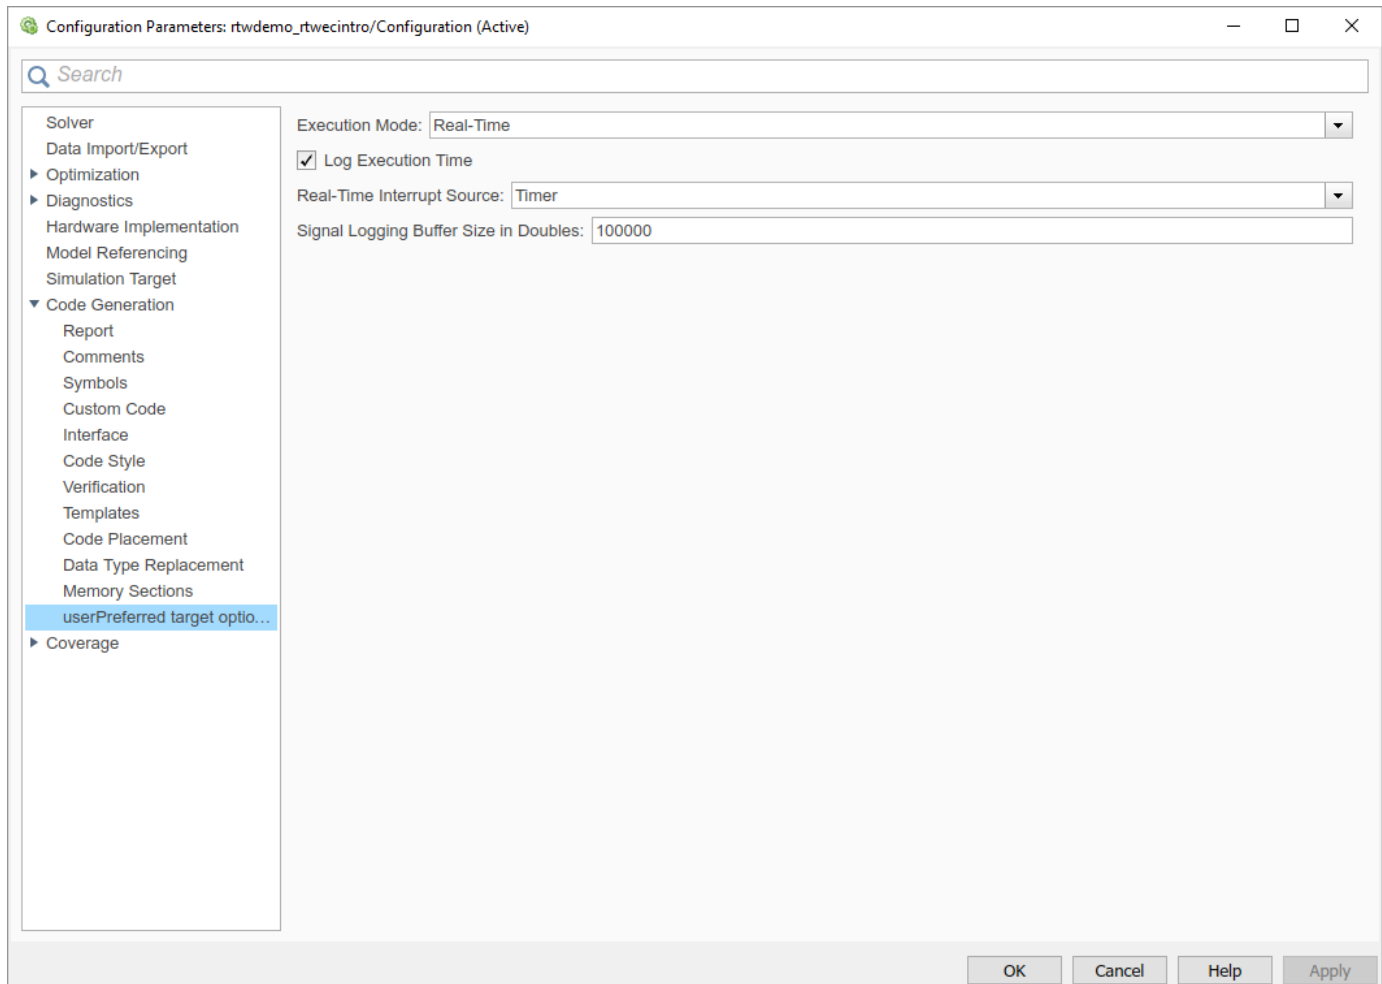 Configuration Parameters: rtwdemo_rtwecintro/Configuration (Active)
Search
Solver
Data Import/Export
Optimization
Diagnostics
Hardware Implementation
Model Referencing
Simulation Target
Code Generation
Report
Comments
Symbols
Custom Code
Interface
Code Style
Verification
Templates
Code Placement
Data Type Replacement
Memory Sections
userPreferred target optio...
Coverage
Execution Mode: Real-Time
Log Execution Time
Real-Time Interrupt Source: Timer
Signal Logging Buffer Size in Doubles: 100000
OK Cancel Help Apply